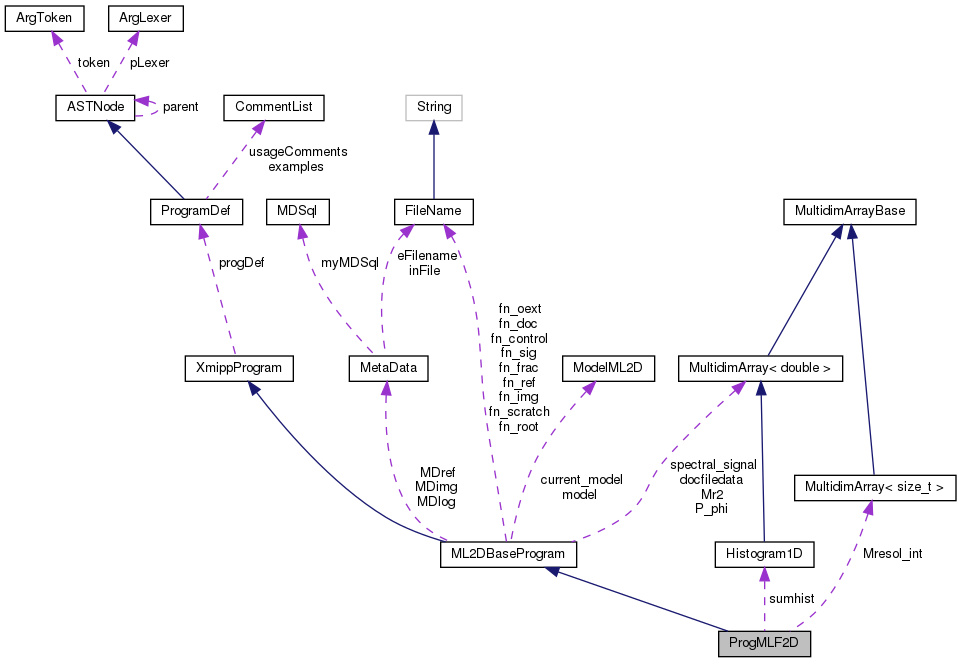 ArgToken
ArgLexer
token
pLexer
ASTNode
parent
CommentList
String
usageComments
examples
ProgramDef
MDSql
FileName
MultidimArrayBase
progDef
myMDSql
eFilename
inFile
fn_oext
fn_doc
fn_control
fn_sig
fn_frac
fn_ref
fn_img
fn_scratch
fn_root
XmippProgram
MetaData
ModelML2D
MultidimArray< double >
MDref
MDimg
MDlog
current_model
model
spectral_signal
docfiledata
Mr2
P_phi
MultidimArray< size_t >
ML2DBaseProgram
Histogram1D
Mresol_int
sumhist
ProgMLF2D